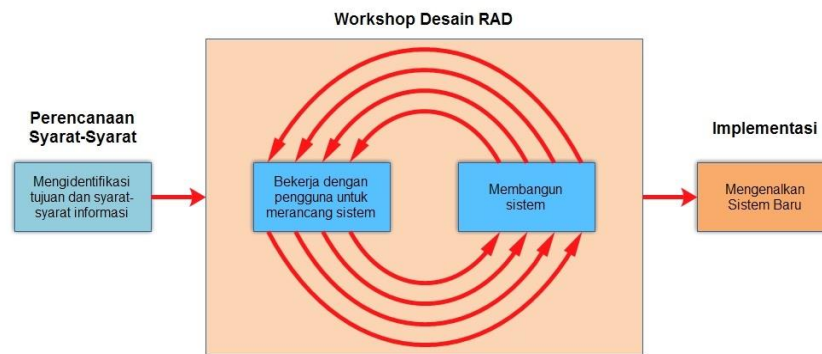 Workshop Desain RAD
Perencanaan
Syarat-Syarat
Mengidentifikasi
tujuan dan syarat-
syarat informasi
Bekerja dengan
pengguna untuk
merancang sistem
Membangun
sistem
Implementasi
Mengenalkan
Sistem Baru